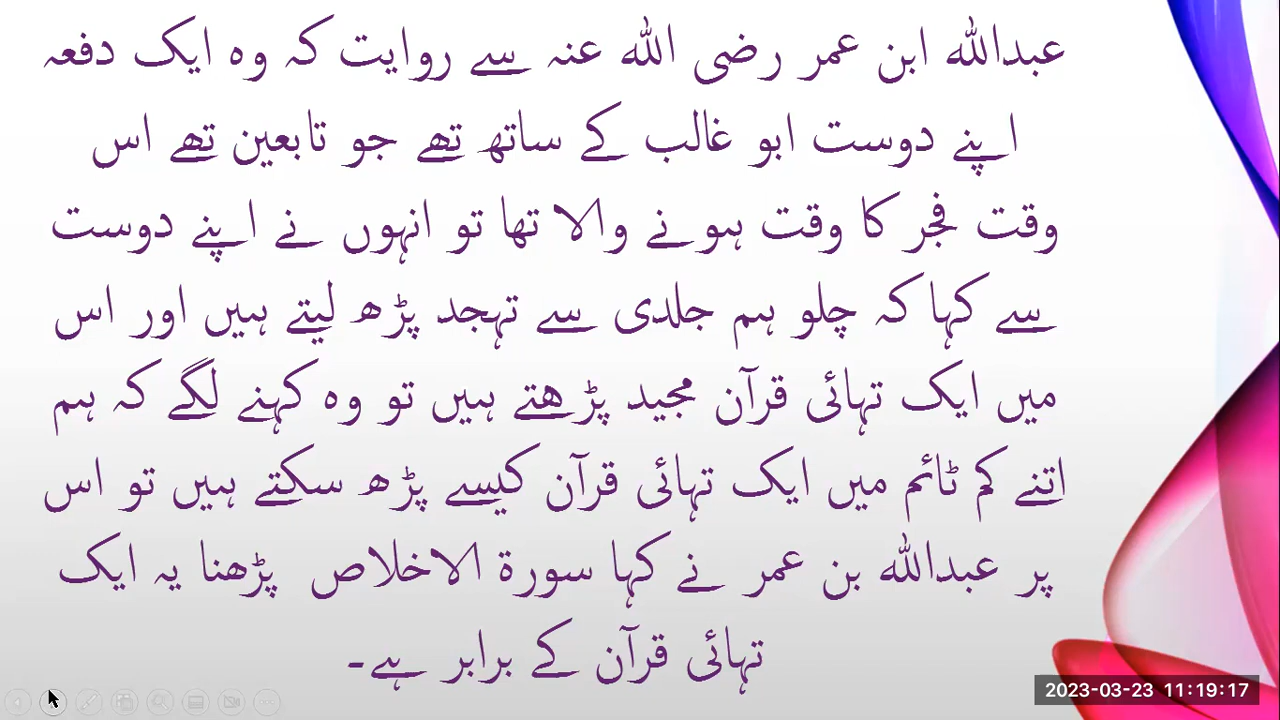 عبداللہ ابن عمر رضی اللہ عنہ سے روایت کہ وہ ایک دفعہ
اپنے دوست ابو غالب کے ساتھ تھے جو تابعین تھے اس
وقت فجر کا وقت ہونے والا تھا تو انہوں نے اپنے دوست
سے کہا کہ چلو ہم جلدی سے تہجد پڑھ لیتے ہیں اور اس
میں ایک تہائی قرآن مجید پڑھتے ہیں تو وہ کہنے لگے کہ ہم
اتنے کم ٹائم میں ایک تہائی قرآن کیسے پڑھ سکتے ہیں تو اس
پر عبداللہ بن عمر نے کہا سورۃ الاخلاص پڑھنا یہ ایک
تہائی قرآن کے برابر ہے۔
2023-03-23 11:19:17